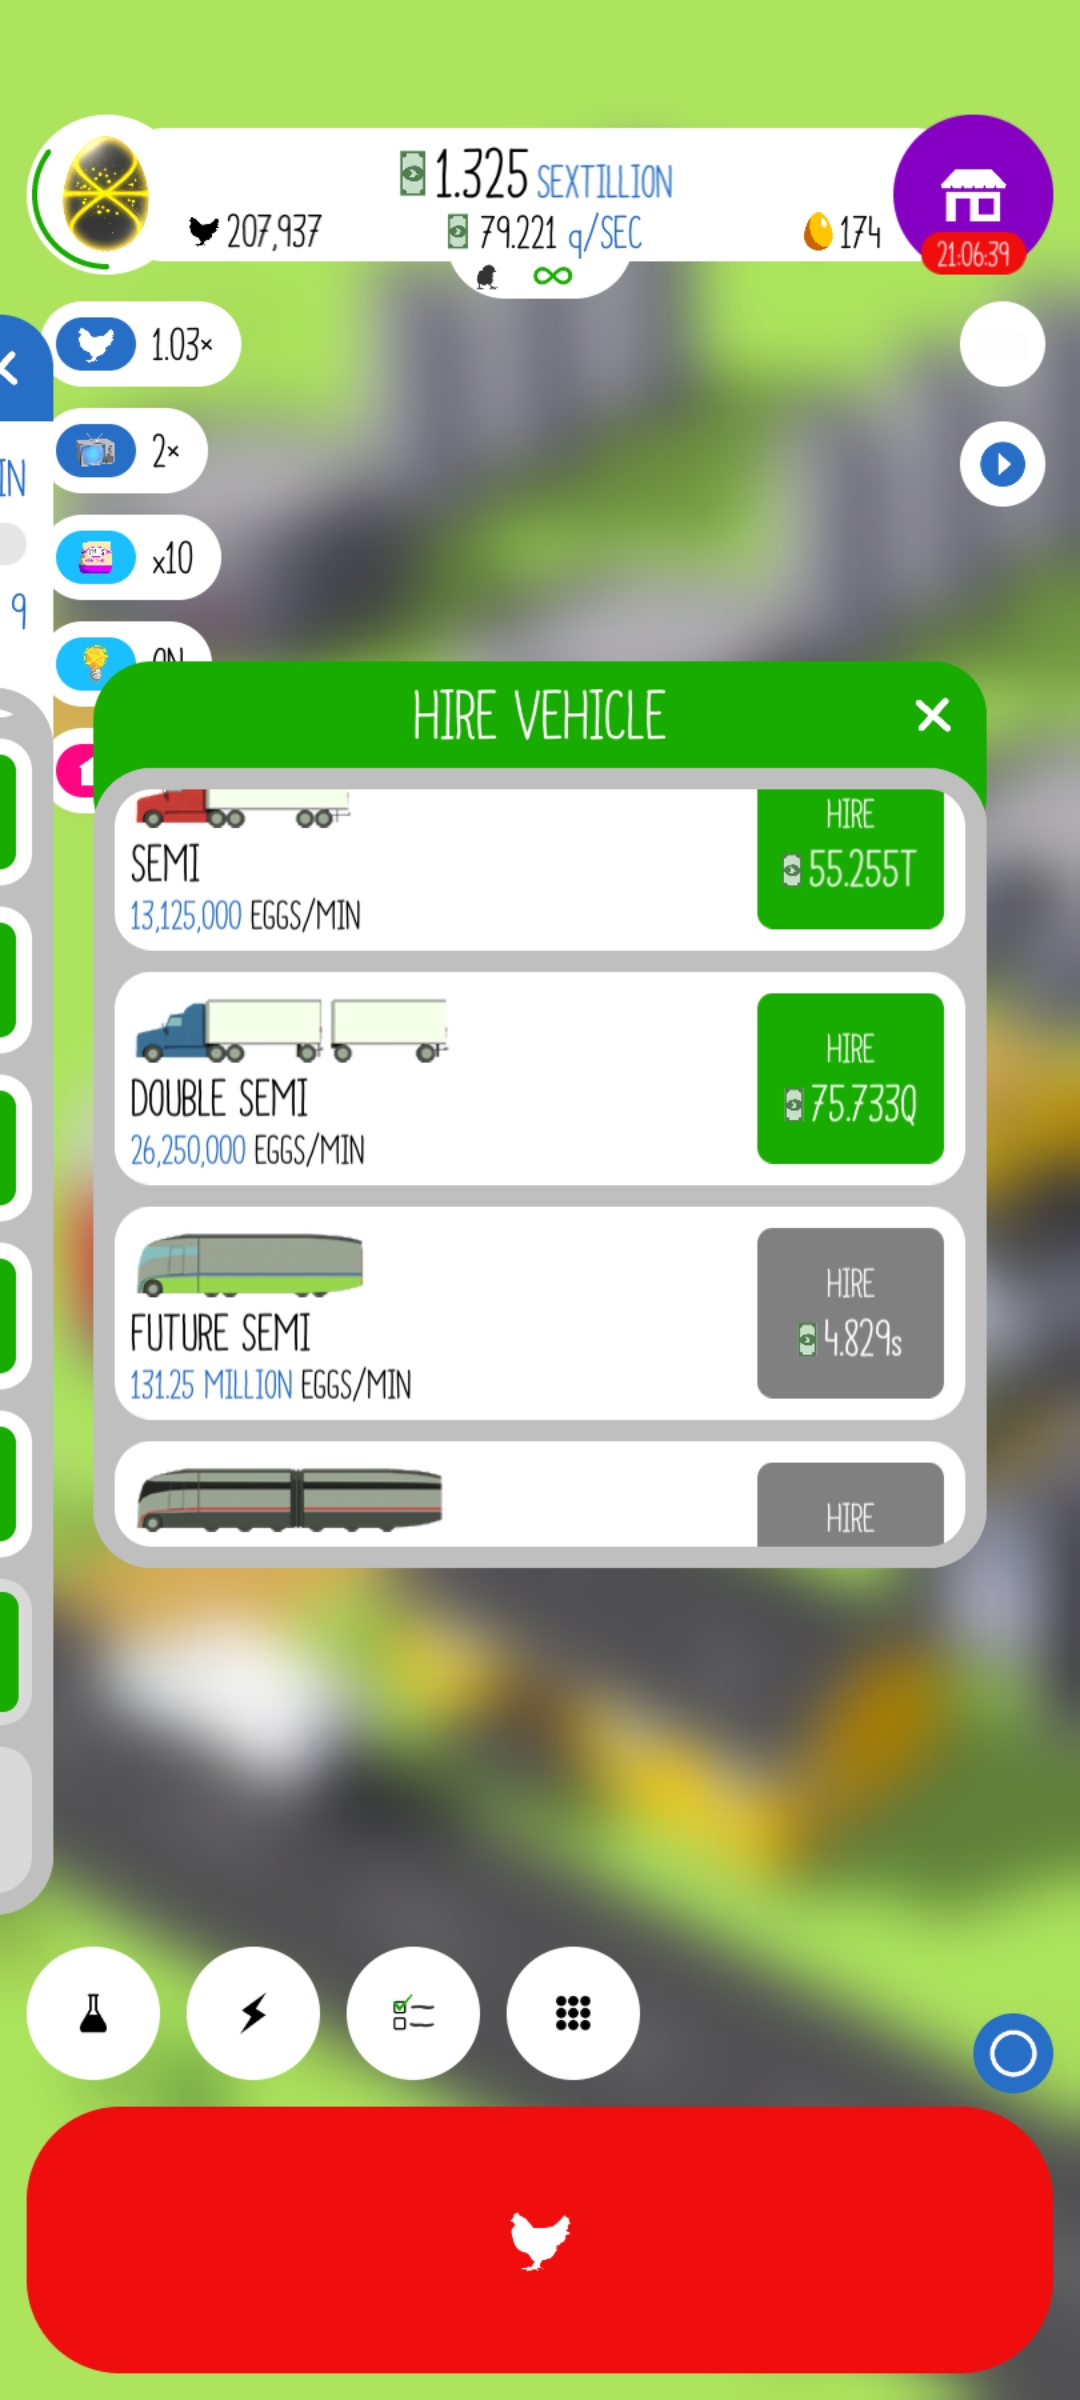 1.325 SEXTILLION
207,937
79.221 q/SEC
174
21:06:39
1.03×
IN
2×
x10
9
HIRE VEHICLE
HIRE
55.255T
SEMI
13,125,000 EGGS/MIN
HIRE
75.733Q
DOUBLE SEMI
26,250,000 EGGS/MIN
HIRE
4.829s
FUTURE SEMI
131.25 MILLION EGGS/MIN
HIRE